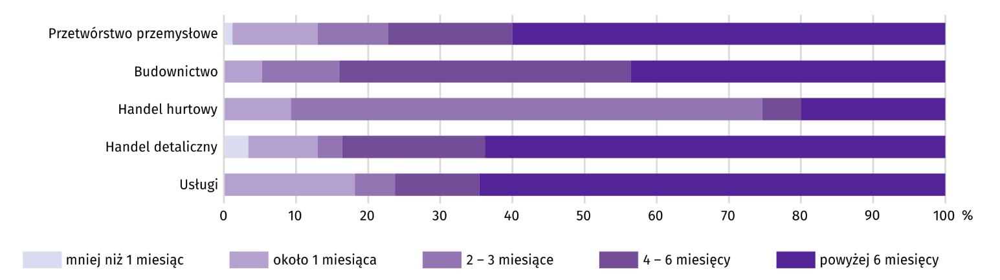 Przetwórstwo przemysłowe
Budownictwo
Handel hurtowy
Handel detaliczny
Usługi
0 10 20 30 40 50 60 70 80 90 100 %
mniej niż 1 miesiąc około 1 miesiąca 2 – 3 miesiące 4 – 6 miesięcy powyżej 6 miesięcy